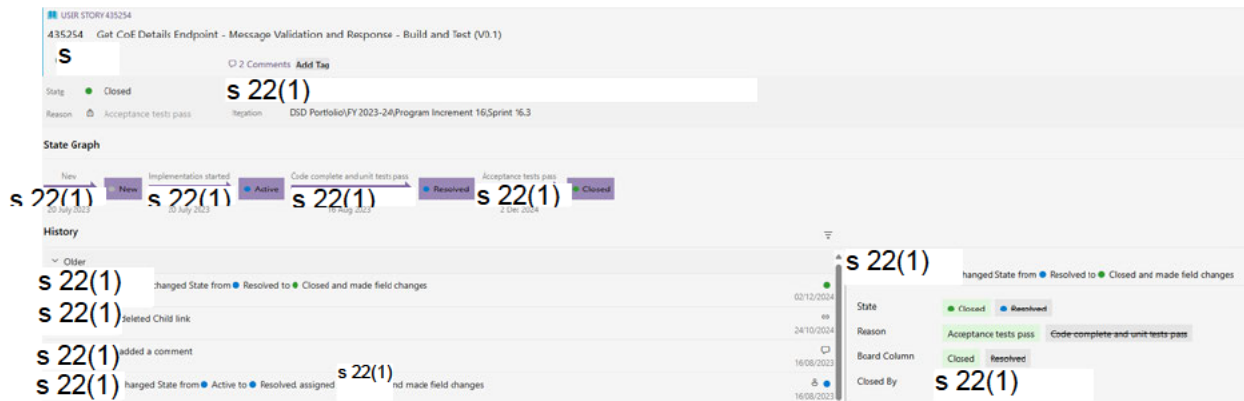 USER STORY 435254
435254 Get CoE Details Endpoint - Message Validation and Response - Build and Test (V0.1)
s
2 Comments Add Tag
State Closed s 22(1)
Reason Acceptance tests pass Iteration DSD Portfolio\FY 2023-24\Program Increment 16\Sprint 16.3
State Graph
New Implementation started Code complete and unit tests pass Acceptance tests pass
s 22(1) New s 22(1) Active s 22(1) Resolved s 22(1) Closed
20 July 2023 20 July 2023 16 Aug 2023 2 Dec 2024
History
Older
s 22(1) hanged State from Resolved to Closed and made field changes
02/12/2024
s 22(1) deleted Child link
24/10/2024
s 22(1) added a comment
16/08/2023
s 22(1) hanged State from Active to Resolved, assigned s 22(1) nd made field changes
16/08/2023
s 22(1) hanged State from Resolved to Closed and made field changes
State Closed Resolved
Reason Acceptance tests pass Code complete and unit tests pass
Board Column Closed Resolved
Closed By s 22(1)